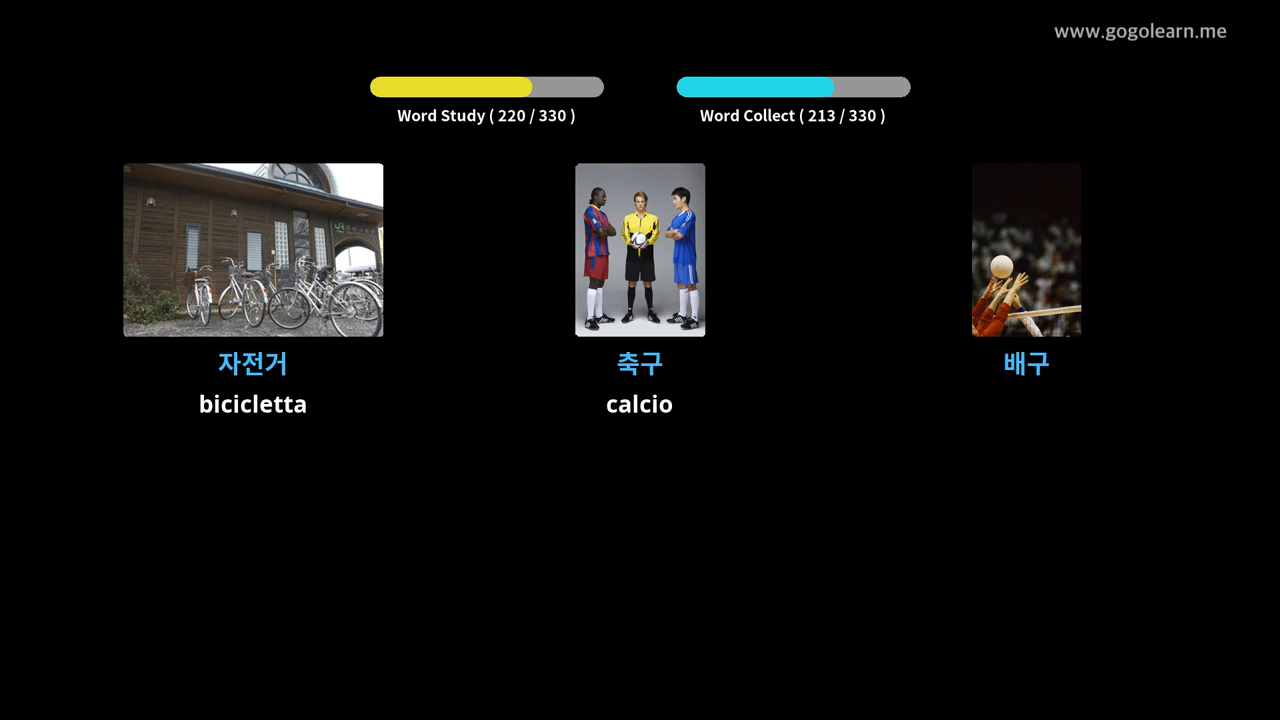 www.gogolearn.me
Word Study ( 220 / 330 )
Word Collect ( 213 / 330 )
자전거
축구
배구
bicicletta
calcio